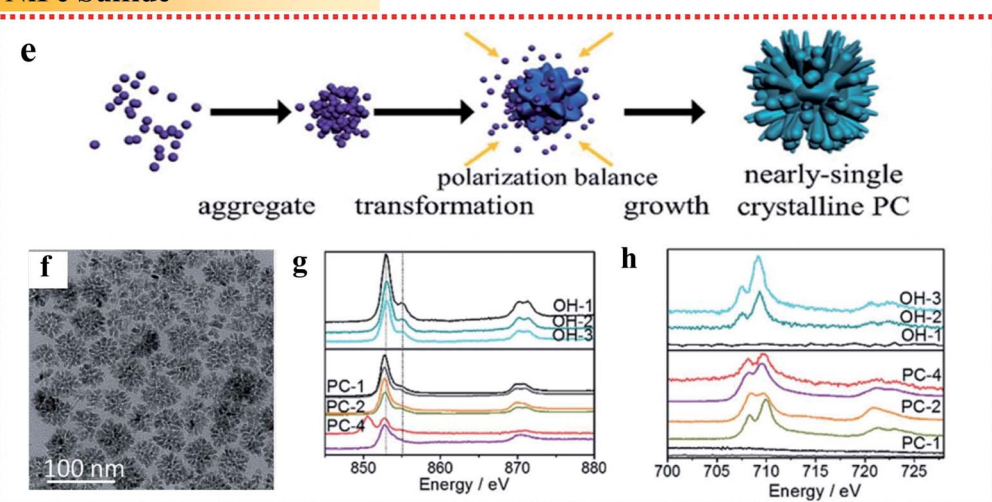 NiFe Sulfide
e
polarization balance
nearly-single
aggregate transformation growth crystalline PC
f
100 nm
g
OH-1
OH-2
OH-3
PC-1
PC-2
PC-4
850 860 870 880
Energy / eV
h
OH-3
OH-2
OH-1
PC-4
PC-2
PC-1
700 705 710 715 720 725
Energy / eV